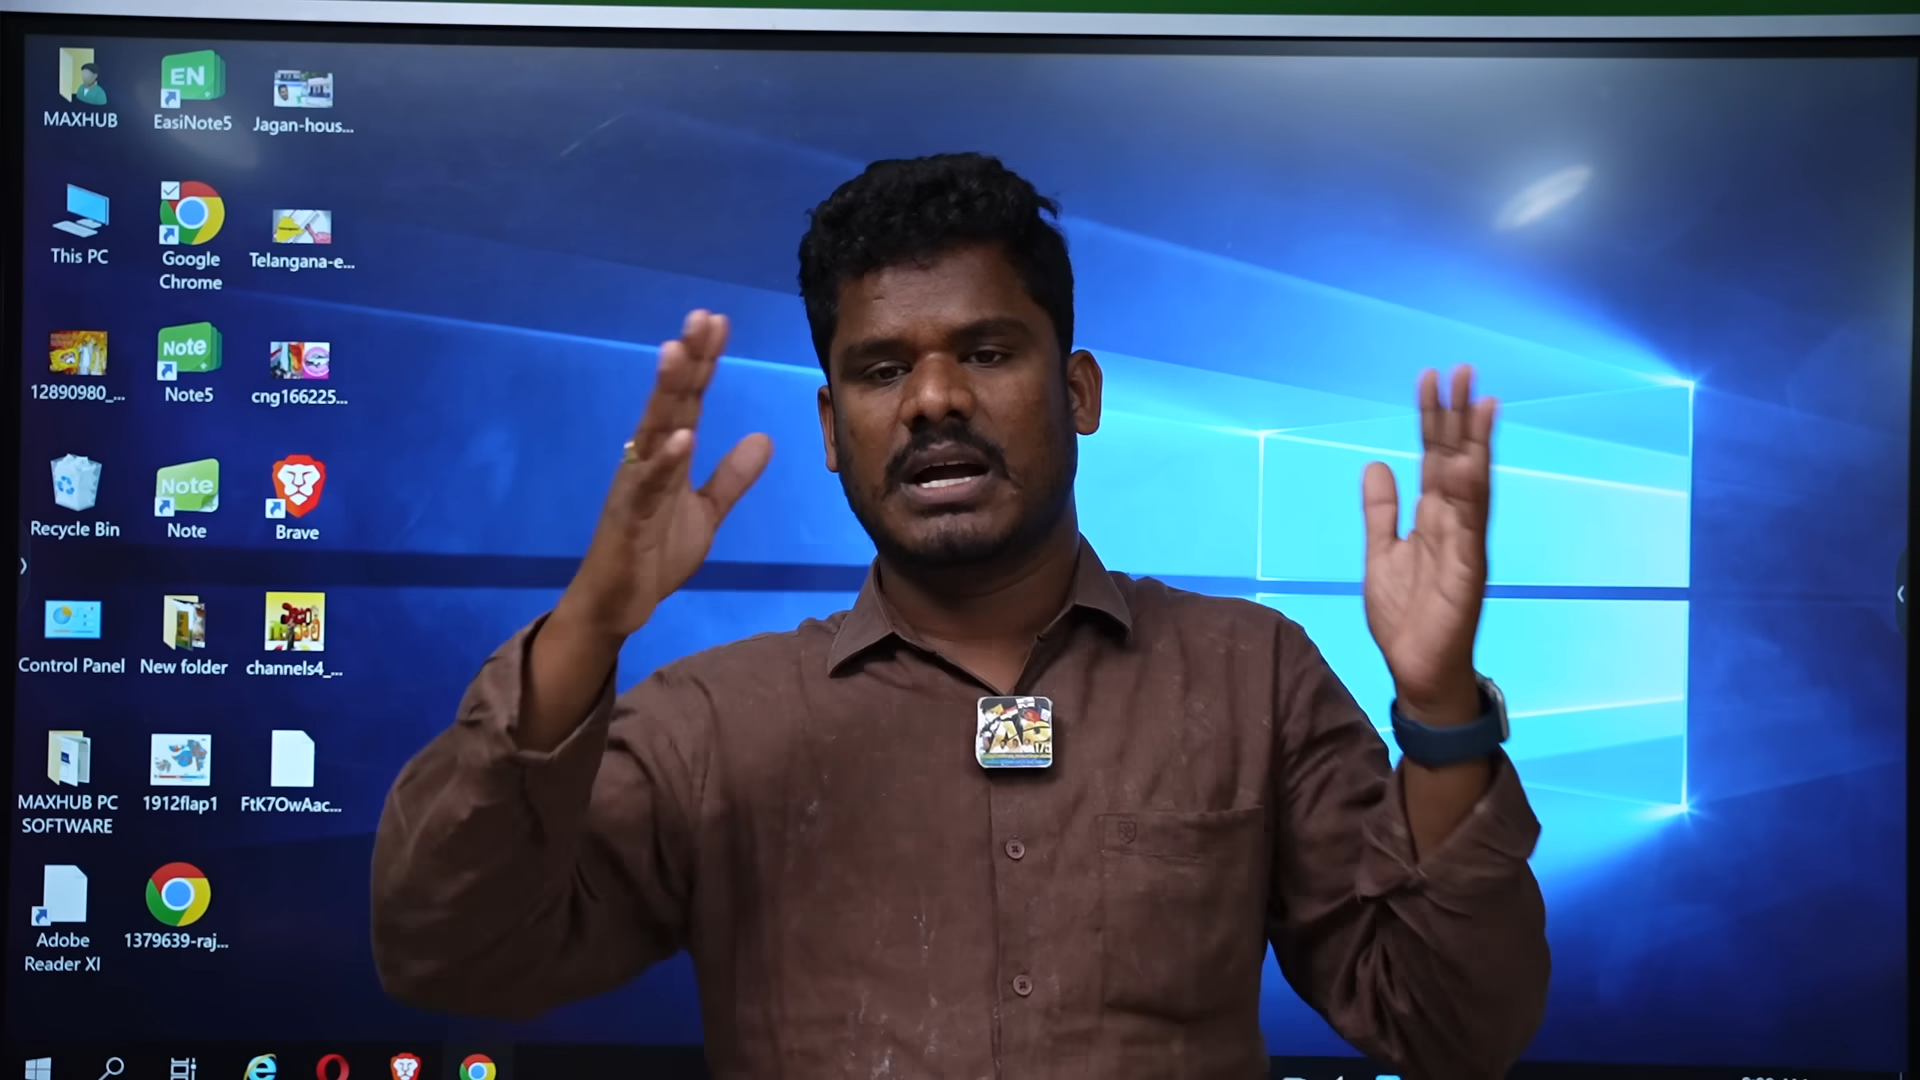 MAXHUB
EN
EasiNote5
Jagan-hous...
This PC
Google
Chrome
Telangana-e...
12890980_...
Note
Note5
cng166225...
Recycle Bin
Note
Note
Brave
Control Panel
New folder
channels4_...
MAXHUB PC
SOFTWARE
1912flap1
FtK7OwAac...
Adobe
Reader XI
1379639-raj...